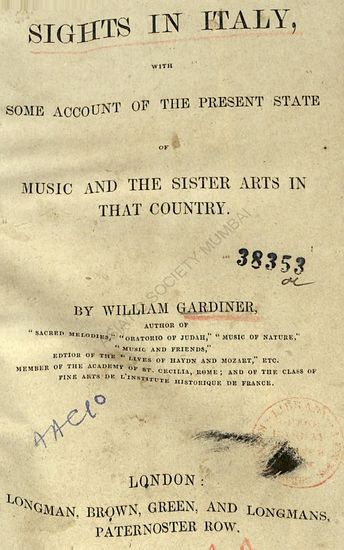 SIGHTS IN ITALY,
WITH
SOME ACCOUNT OF THE PRESENT STATE
OF
MUSIC AND THE SISTER ARTS IN
THAT COUNTRY.
38353
BY WILLIAM GARDINER,
AUTHOR OF
"SACRED MELODIES," "ORATORIO OF JUDAH," "MUSIC OF NATURE,"
"MUSIC AND FRIENDS,"
EDTIOR OF THE "LIVES OF HAYDN AND MOZART," ETC.
MEMBER OF THE ACADEMY OF ST. CECILIA, ROME; AND OF THE CLASS OF
FINE ARTS DE L'INSTITUTE HISTORIQUE DE FRANCE.
LONDON:
LONGMAN, BROWN, GREEN, AND LONGMANS,
PATERNOSTER ROW.
SOCIETY MUMBAI